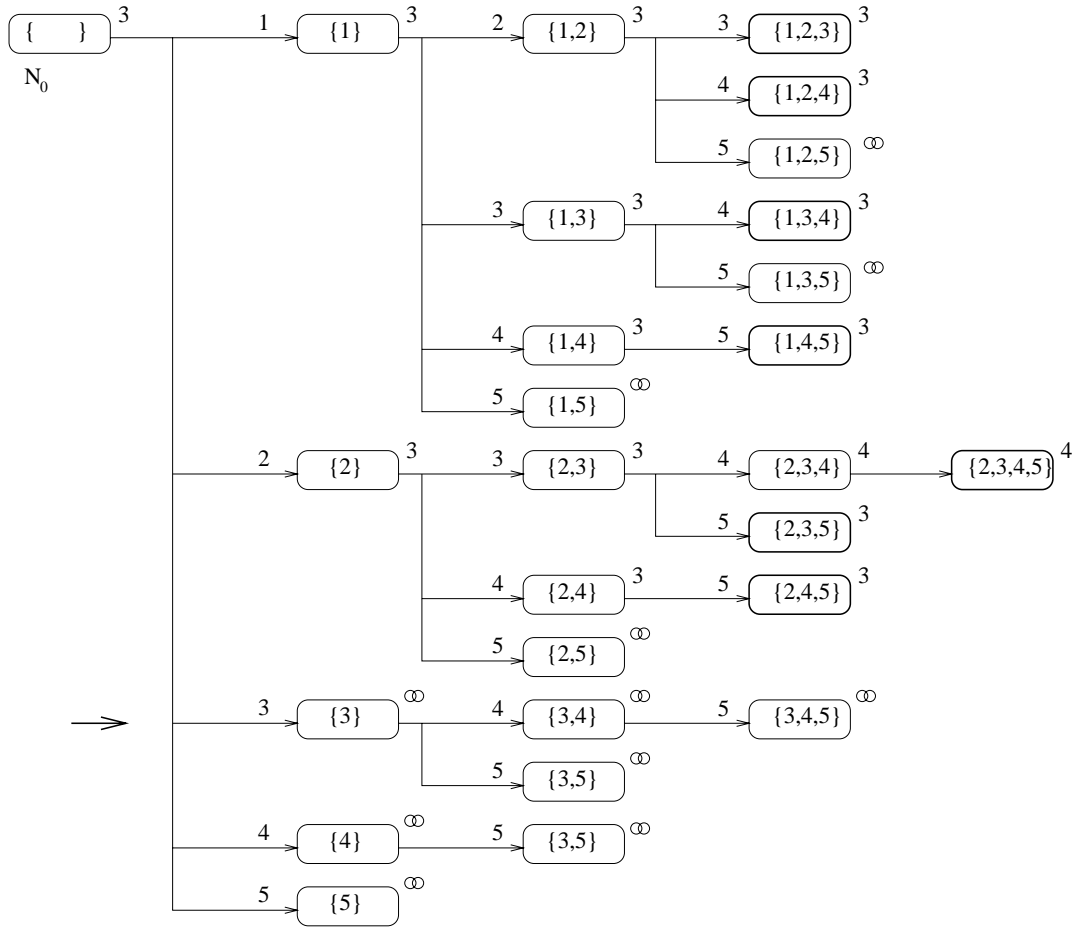 { } 3 1 {1} 3 2 {1,2} 3 3 {1,2,3} 3
N0
4 {1,2,4} 3
5 {1,2,5} ∞
3 {1,3} 3 4 {1,3,4} 3
5 {1,3,5} ∞
4 {1,4} 3 5 {1,4,5} 3
5 {1,5} ∞
2 {2} 3 3 {2,3} 3 4 {2,3,4} 4 {2,3,4,5} 4
5 {2,3,5} 3
4 {2,4} 3 5 {2,4,5} 3
5 {2,5} ∞
3 {3} ∞ 4 {3,4} ∞ 5 {3,4,5} ∞
5 {3,5} ∞
4 {4} ∞ 5 {3,5} ∞
5 {5} ∞